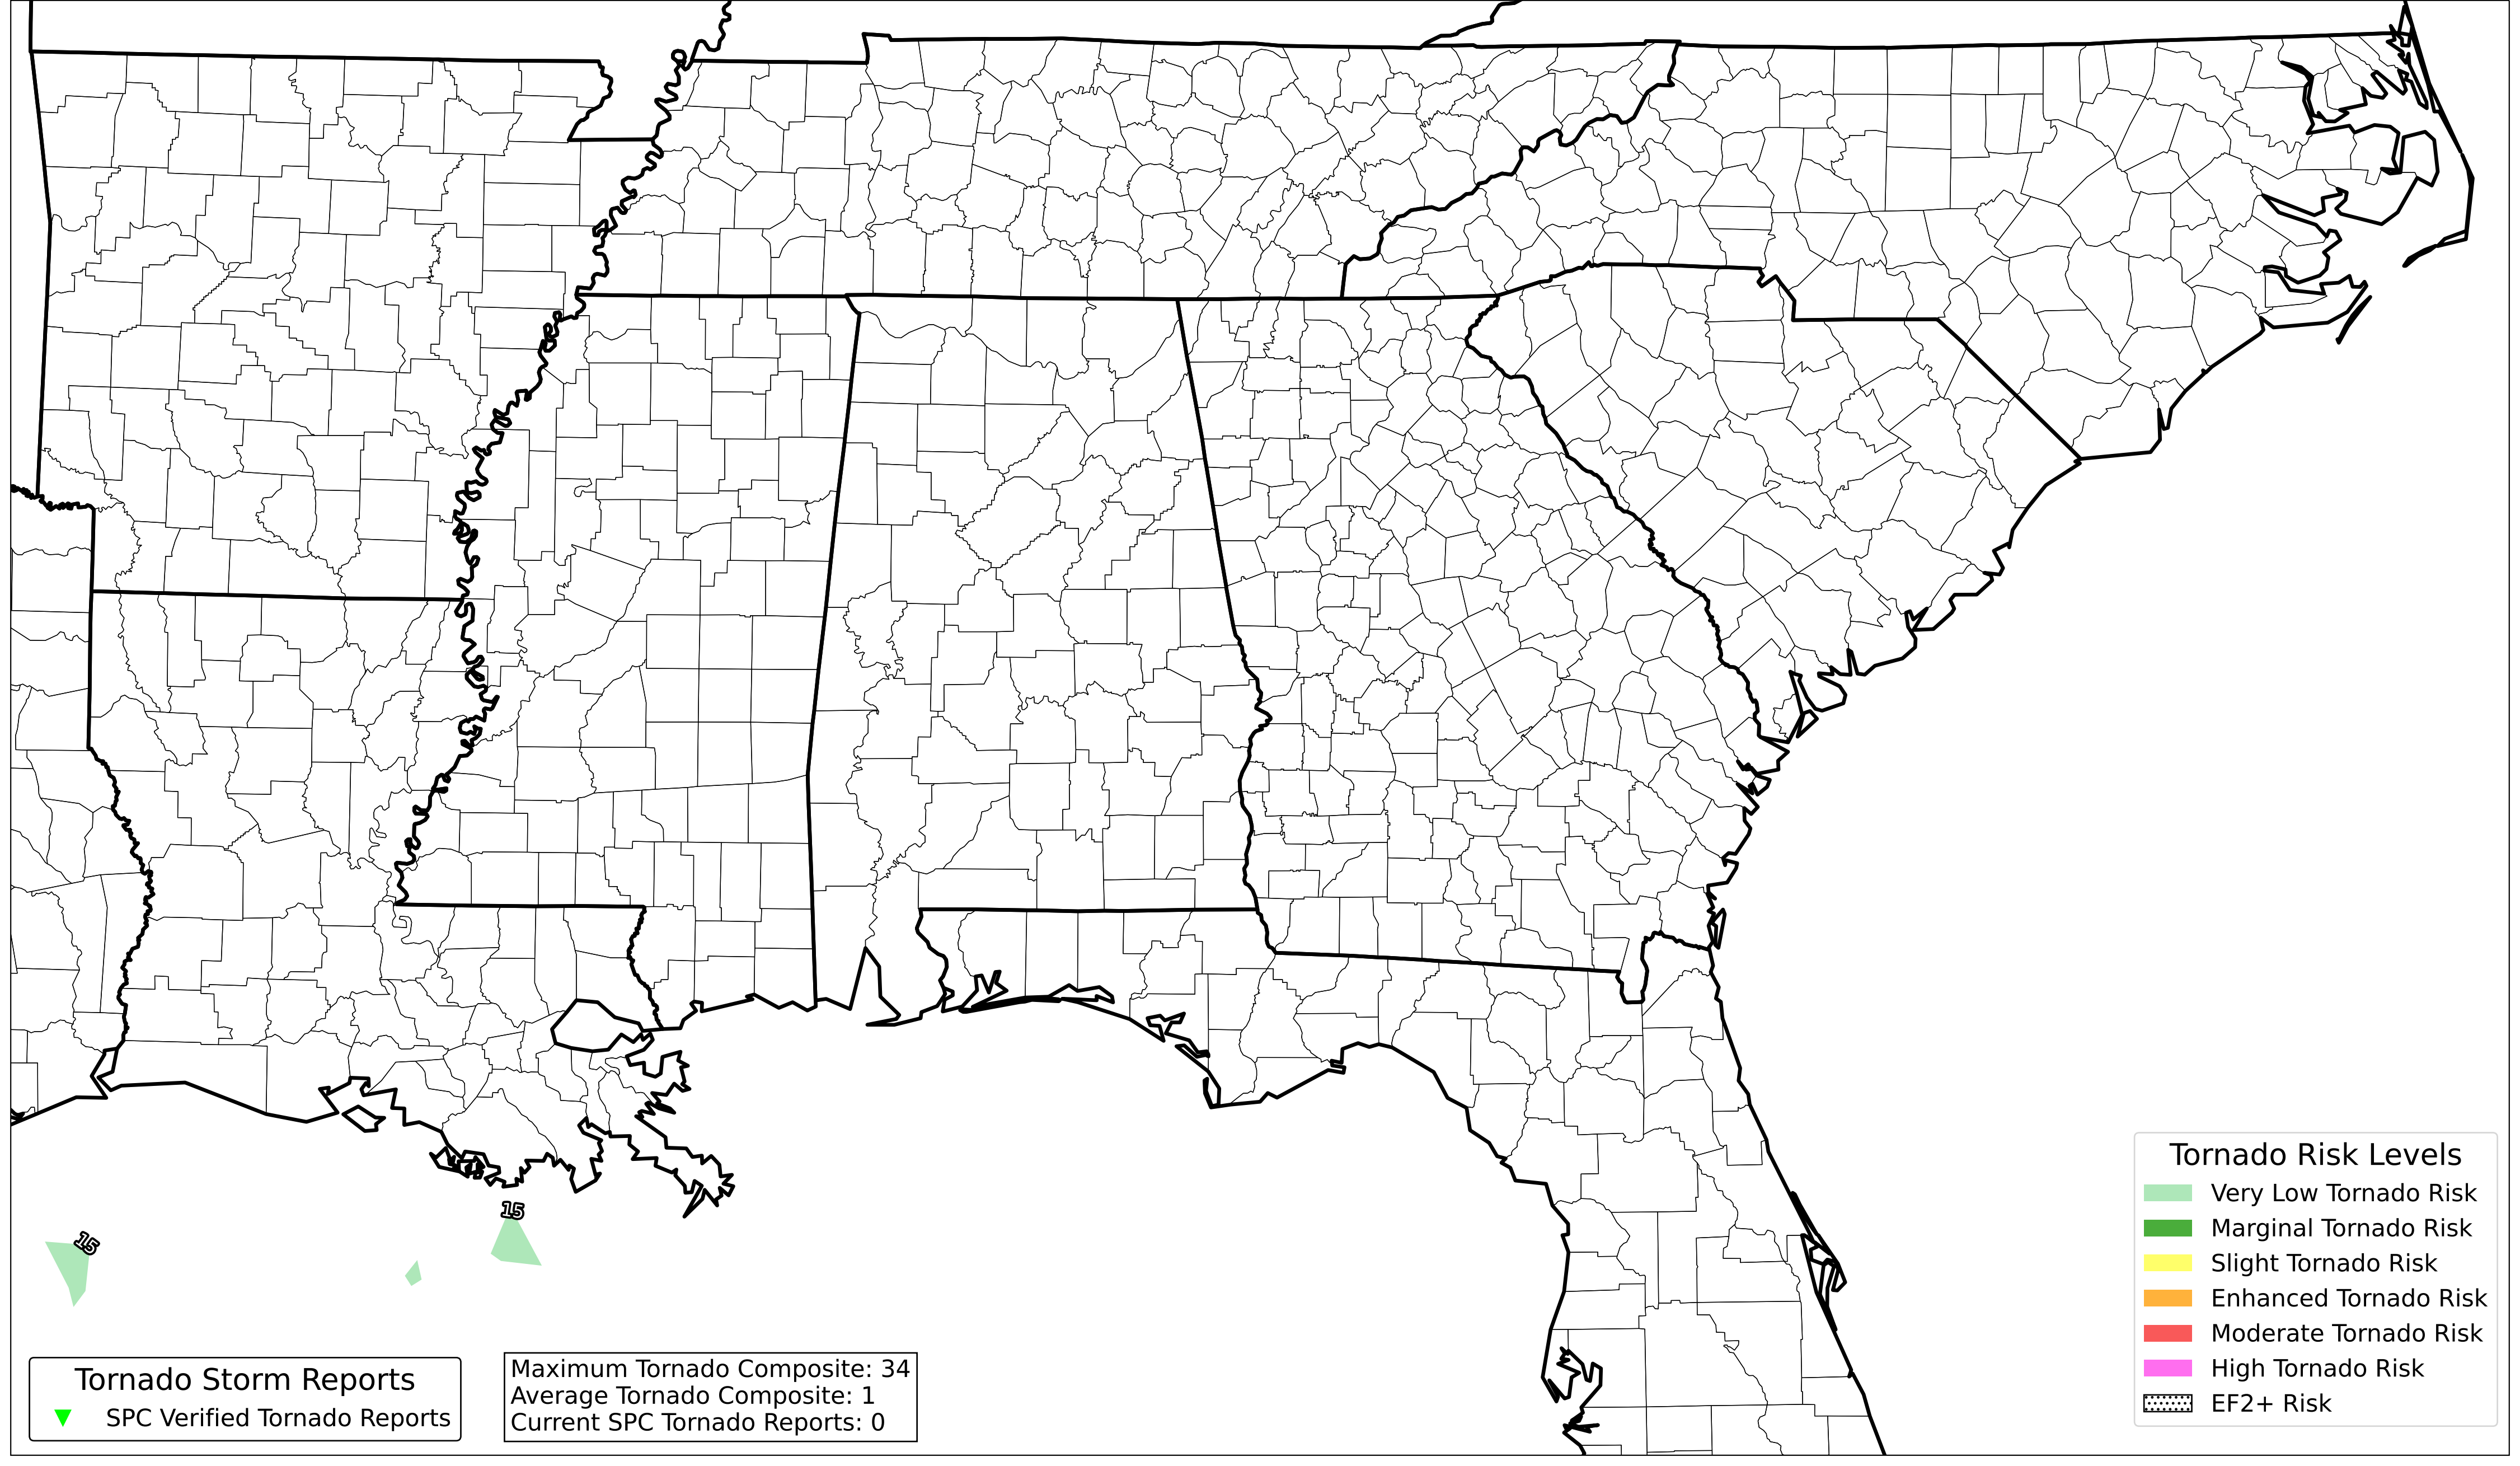 15
15
Tornado Storm Reports
SPC Verified Tornado Reports
Maximum Tornado Composite: 34
Average Tornado Composite: 1
Current SPC Tornado Reports: 0
Tornado Risk Levels
Very Low Tornado Risk
Marginal Tornado Risk
Slight Tornado Risk
Enhanced Tornado Risk
Moderate Tornado Risk
High Tornado Risk
EF2+ Risk